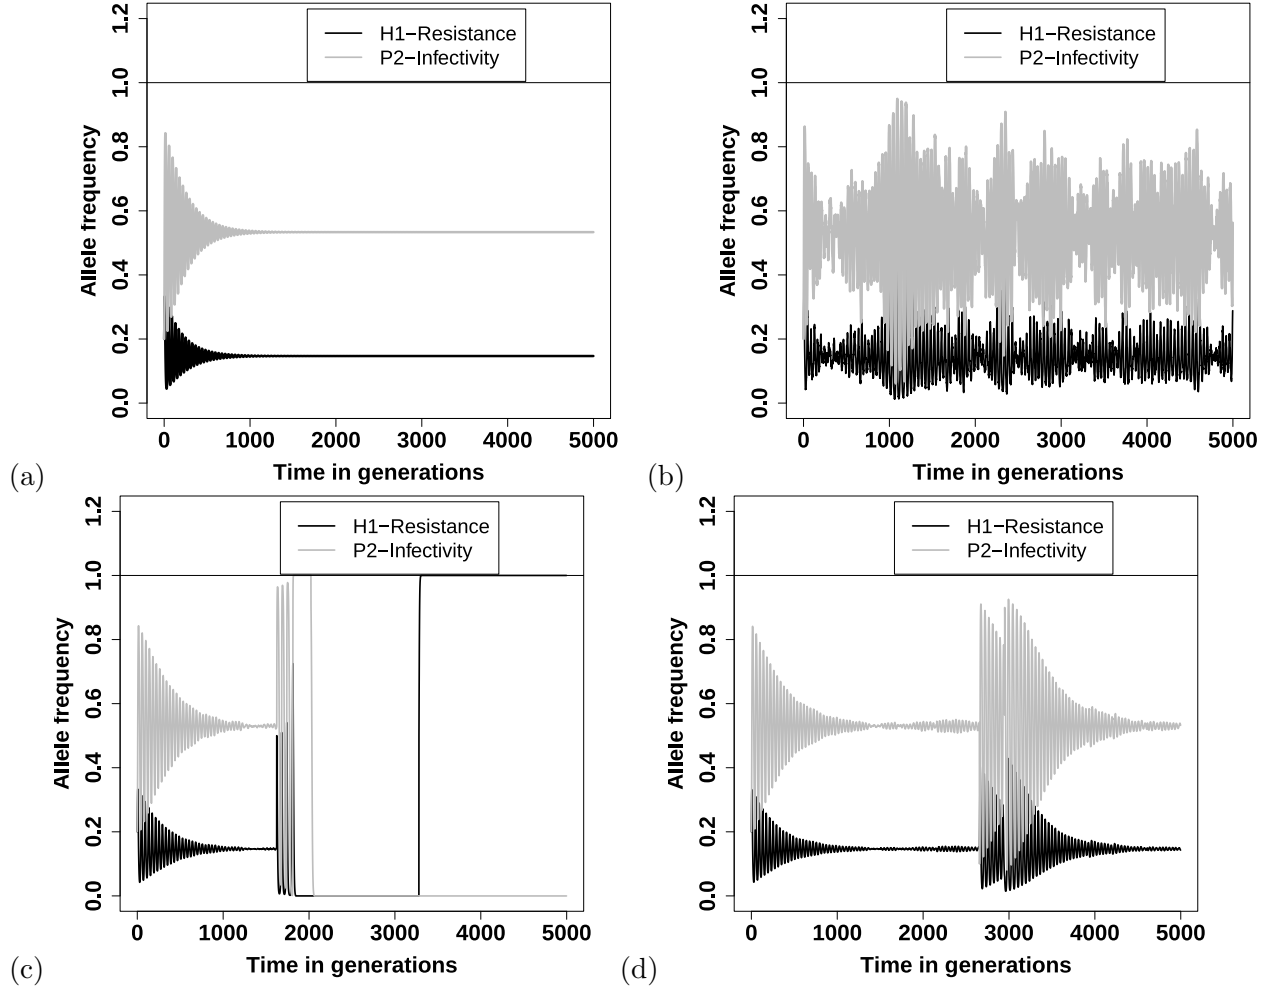 H1−Resistance
P2−Infectivity
Allele frequency
0.0 0.2 0.4 0.6 0.8 1.0 1.2
0 1000 2000 3000 4000 5000
Time in generations
(a)
H1−Resistance
P2−Infectivity
Allele frequency
0.0 0.2 0.4 0.6 0.8 1.0 1.2
0 1000 2000 3000 4000 5000
Time in generations
(b)
H1−Resistance
P2−Infectivity
Allele frequency
0.0 0.2 0.4 0.6 0.8 1.0 1.2
0 1000 2000 3000 4000 5000
Time in generations
(c)
H1−Resistance
P2−Infectivity
Allele frequency
0.0 0.2 0.4 0.6 0.8 1.0 1.2
0 1000 2000 3000 4000 5000
Time in generations
(d)